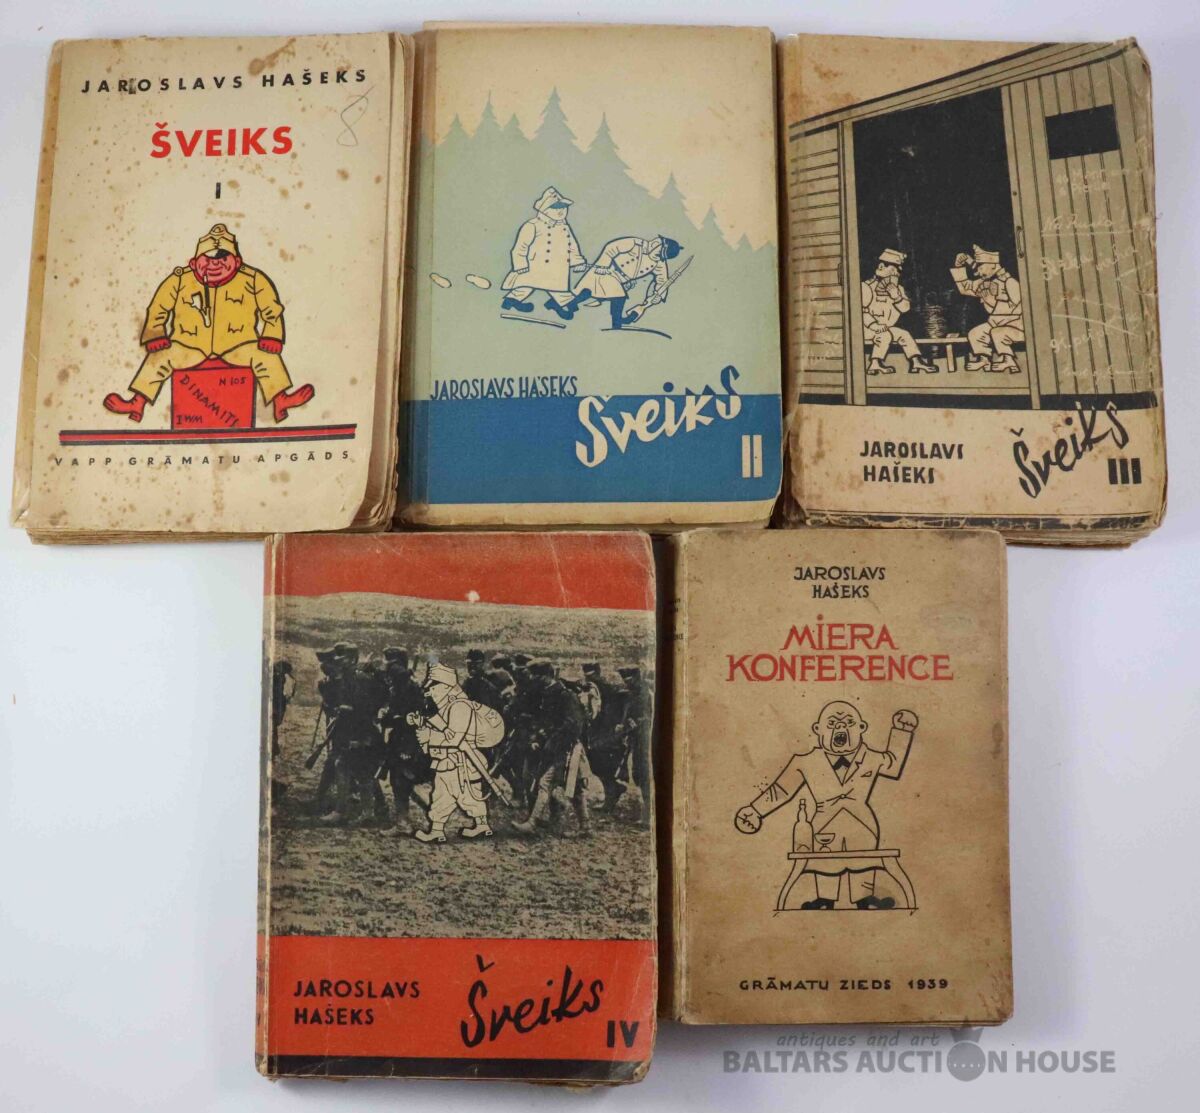 JAROSLAVS HAŠEKS
ŠVEIKS
I
N 105
DINAMITS
I WM
VAPP GRĀMATU APGĀDS
JAROSLAVS HAŠEKS
Šveiks
II
JAROSLAVS
HAŠEKS
Šveiks
III
JAROSLAVS
HAŠEKS
Šveiks
IV
JAROSLAVS
HAŠEKS
MIERA
KONFERENCE
GRĀMATU ZIEDS 1939
antiques and art
BALTARS AUCTION HOUSE